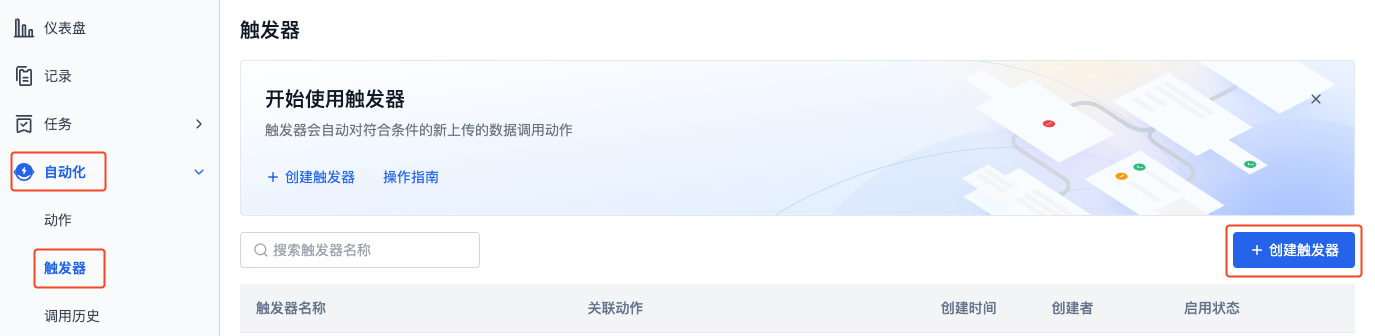 仪表盘
记录
任务
自动化
动作
触发器
调用历史
触发器
开始使用触发器
触发器会自动对符合条件的新上传的数据调用动作
+ 创建触发器 操作指南
搜索触发器名称
+ 创建触发器
触发器名称 关联动作 创建时间 创建者 启用状态